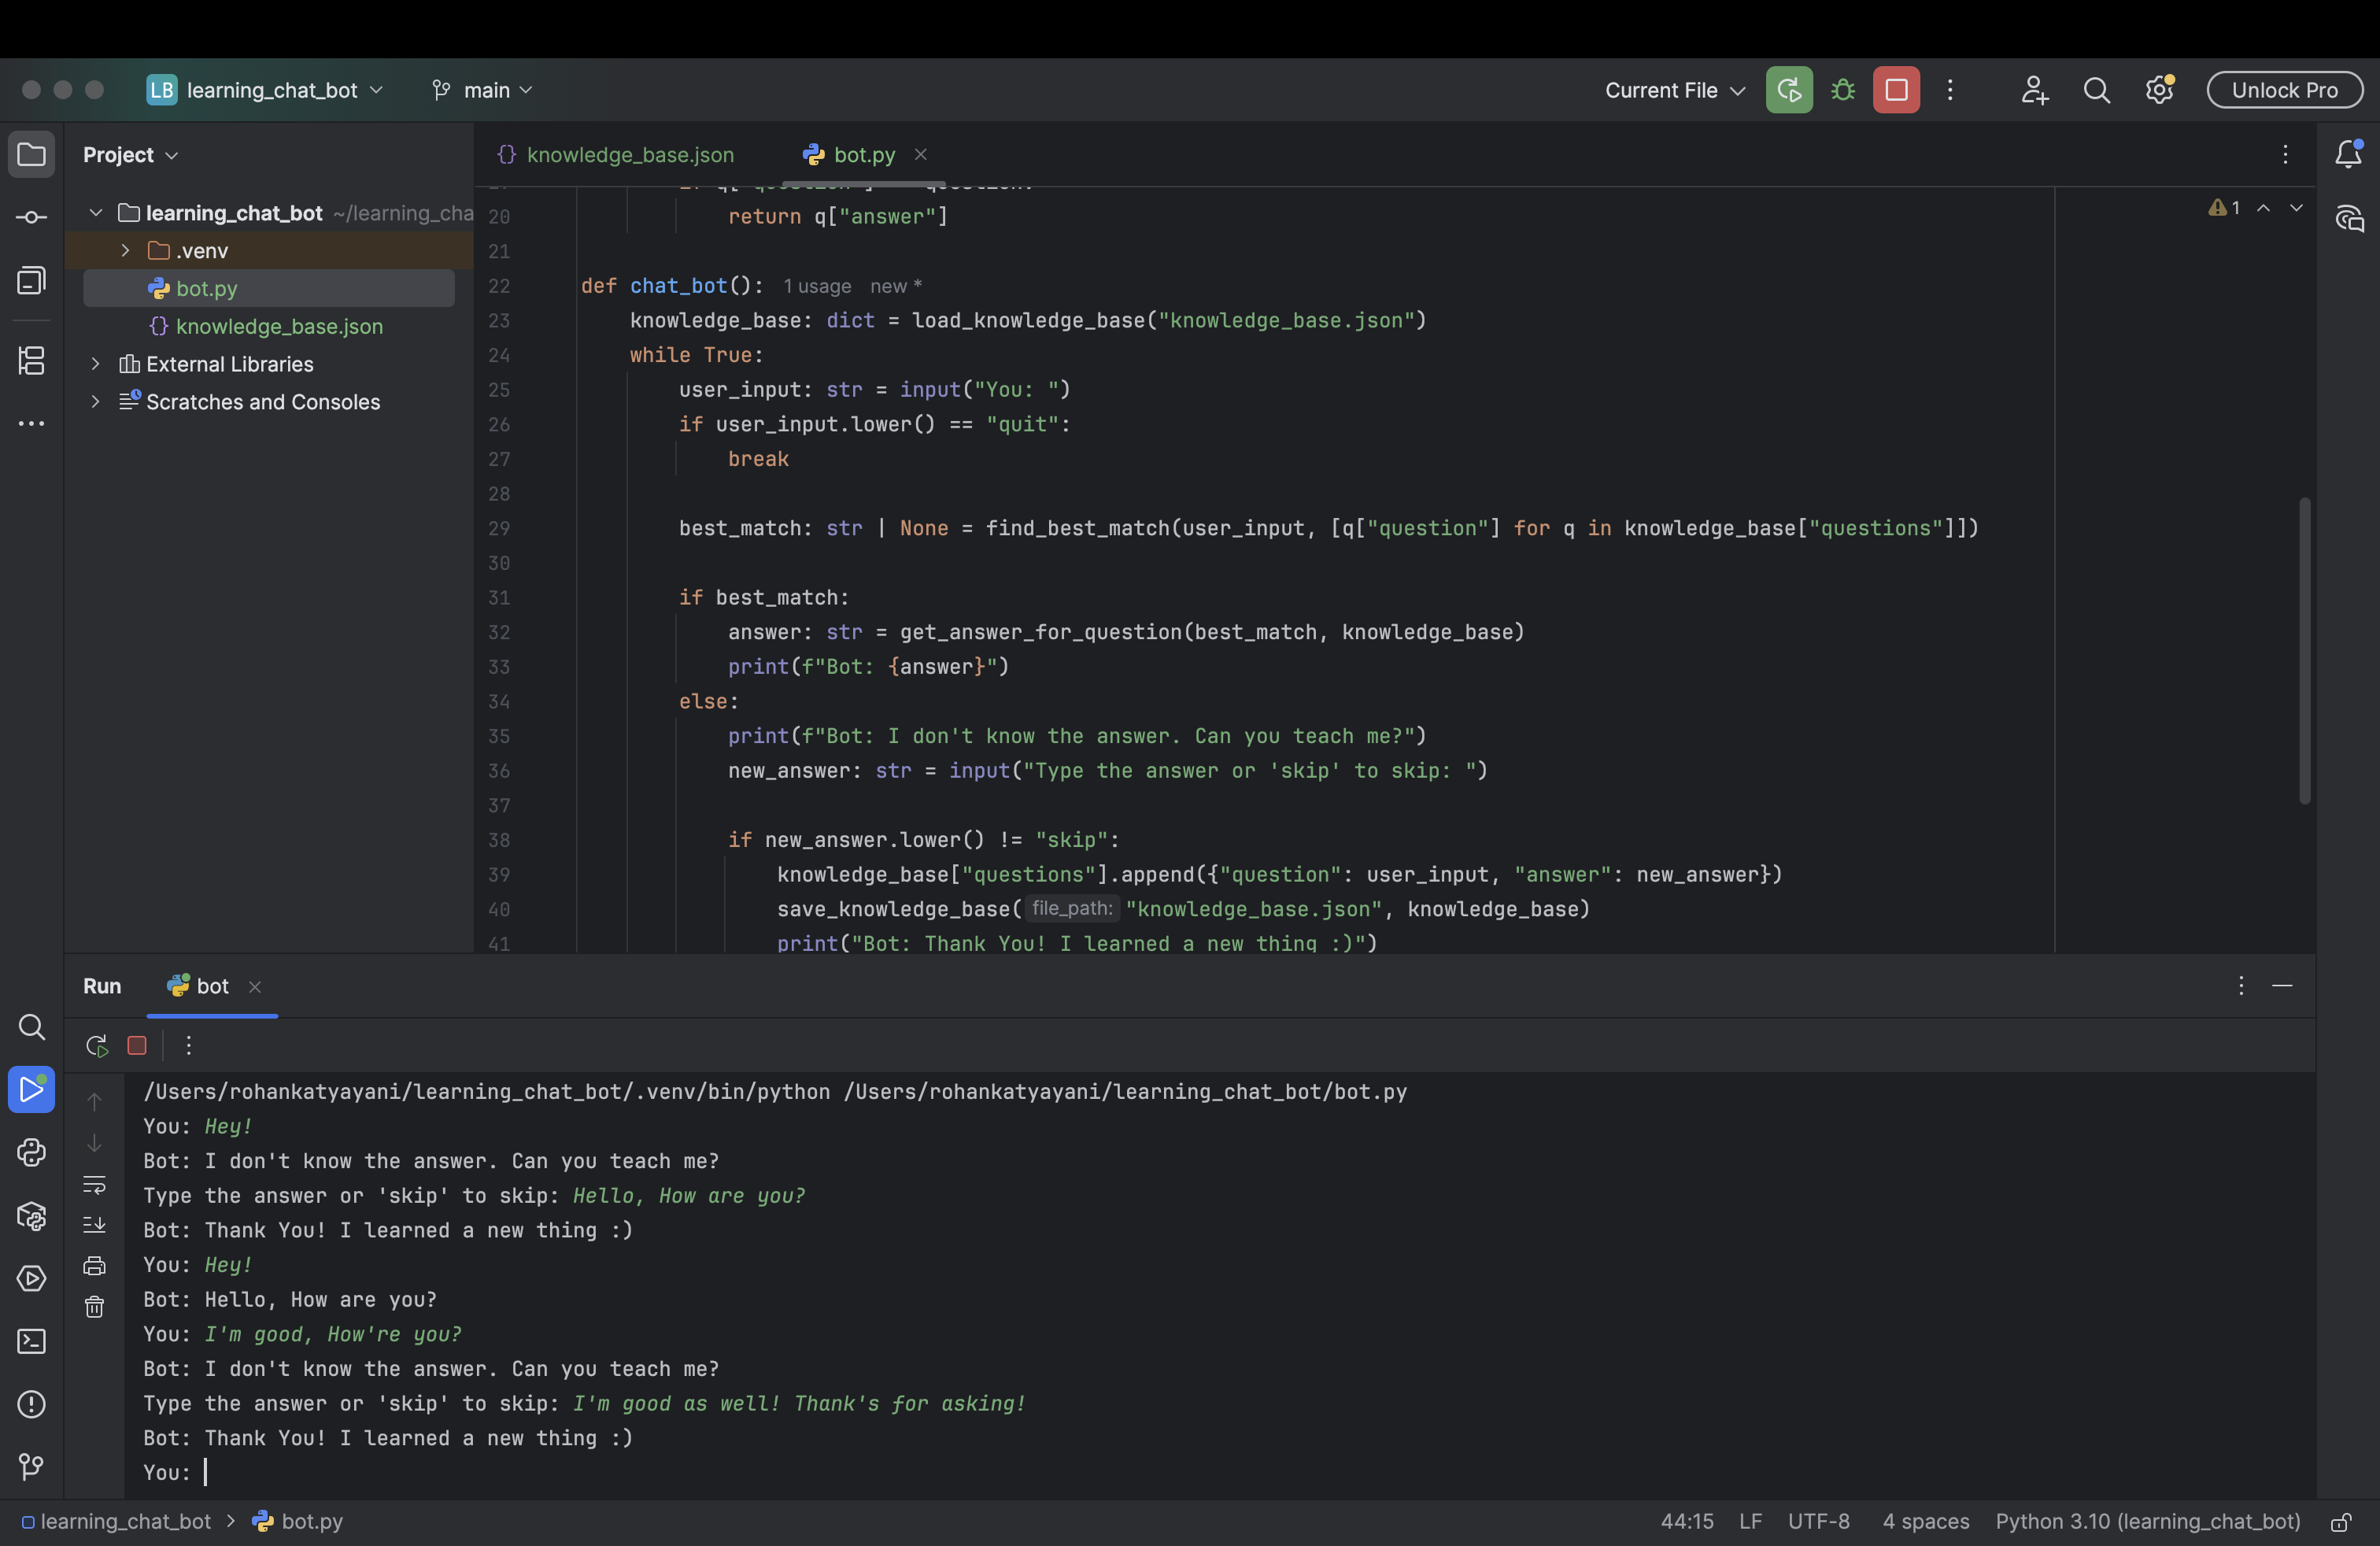 LB learning_chat_bot main Current File Unlock Pro
Project
knowledge_base.json bot.py
learning_chat_bot ~/learning_cha
.venv
bot.py
knowledge_base.json
External Libraries
Scratches and Consoles
1
20 return q["answer"]
21
22 def chat_bot(): 1 usage new *
23 knowledge_base: dict = load_knowledge_base("knowledge_base.json")
24 while True:
25 user_input: str = input("You: ")
26 if user_input.lower() == "quit":
27 break
28
29 best_match: str | None = find_best_match(user_input, [q["question"] for q in knowledge_base["questions"]])
30
31 if best_match:
32 answer: str = get_answer_for_question(best_match, knowledge_base)
33 print(f"Bot: {answer}")
34 else:
35 print(f"Bot: I don't know the answer. Can you teach me?")
36 new_answer: str = input("Type the answer or 'skip' to skip: ")
37
38 if new_answer.lower() != "skip":
39 knowledge_base["questions"].append({"question": user_input, "answer": new_answer})
40 save_knowledge_base( file_path: "knowledge_base.json", knowledge_base)
41 print("Bot: Thank You! I learned a new thing :)")
Run bot
/Users/rohankatyayani/learning_chat_bot/.venv/bin/python /Users/rohankatyayani/learning_chat_bot/bot.py
You: Hey!
Bot: I don't know the answer. Can you teach me?
Type the answer or 'skip' to skip: Hello, How are you?
Bot: Thank You! I learned a new thing :)
You: Hey!
Bot: Hello, How are you?
You: I'm good, How're you?
Bot: I don't know the answer. Can you teach me?
Type the answer or 'skip' to skip: I'm good as well! Thank's for asking!
Bot: Thank You! I learned a new thing :)
You:
learning_chat_bot > bot.py 44:15 LF UTF-8 4 spaces Python 3.10 (learning_chat_bot)